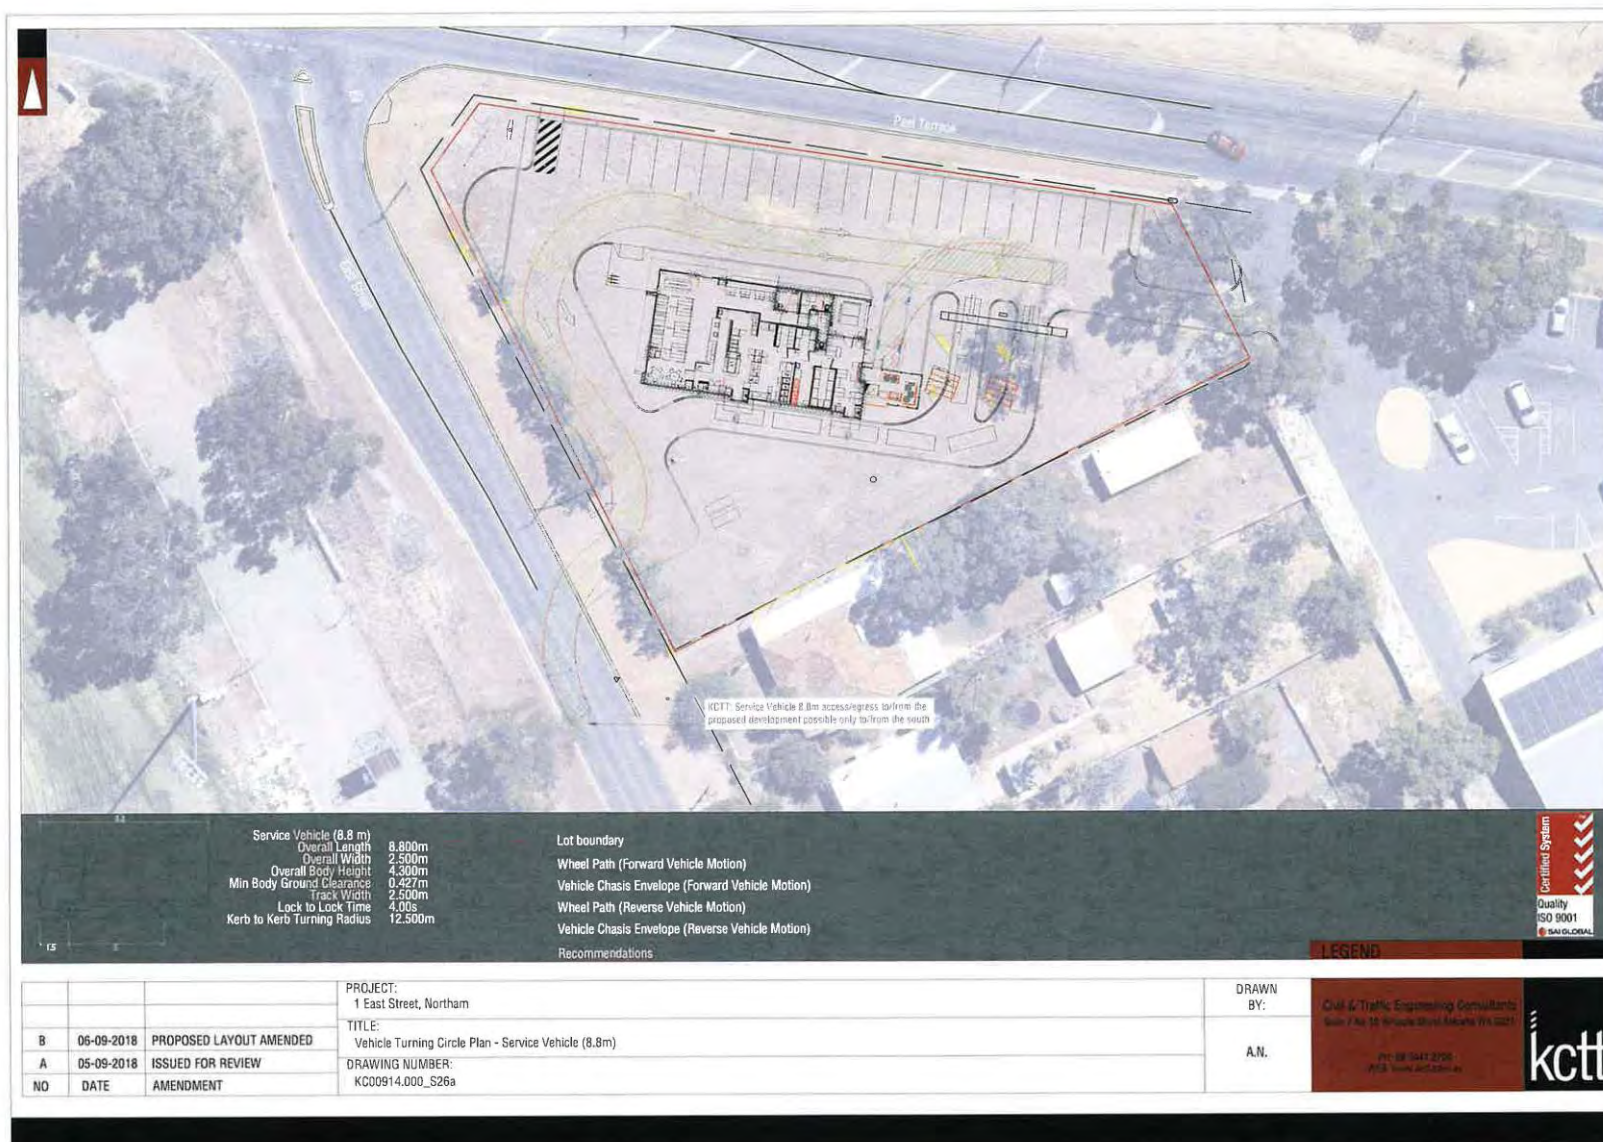 Peel Terrace
KCTT: Service Vehicle 8.8m access/egress to/from the
proposed development possible only to/from the south
Service Vehicle (8.8 m)
Overall Length 8.800m
Overall Width 2.500m
Overall Body Height 4.300m
Min Body Ground Clearance 0.427m
Track Width 2.500m
Lock to Lock Time 4.00s
Kerb to Kerb Turning Radius 12.500m
1.5 5
Lot boundary
Wheel Path (Forward Vehicle Motion)
Vehicle Chasis Envelope (Forward Vehicle Motion)
Wheel Path (Reverse Vehicle Motion)
Vehicle Chasis Envelope (Reverse Vehicle Motion)
Recommendations
Certified System
Quality
ISO 9001
SAI GLOBAL
LEGEND
B 06-09-2018 PROPOSED LAYOUT AMENDED
A 05-09-2018 ISSUED FOR REVIEW
NO DATE AMENDMENT
PROJECT:
1 East Street, Northam
TITLE:
Vehicle Turning Circle Plan - Service Vehicle (8.8m)
DRAWING NUMBER:
KC00914.000_S26a
DRAWN
BY:
A.N.
Civil & Traffic Engineering Consultants
kctt